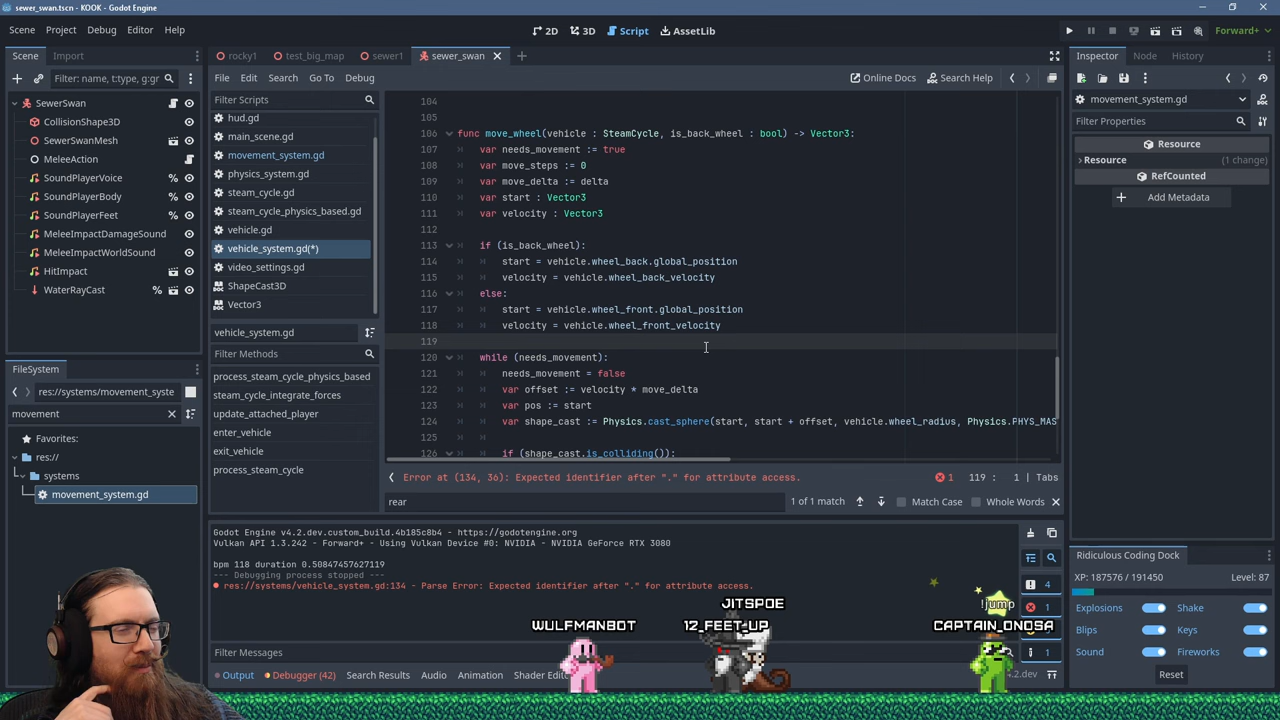 sewer_swan.tscn - KOOK - Godot Engine
Scene Project Debug Editor Help
2D 3D Script AssetLib
Forward+
Scene Import
Filter: name, t:type, g:gr
SewerSwan
CollisionShape3D
SewerSwanMesh
MeleeAction
SoundPlayerVoice
SoundPlayerBody
SoundPlayerFeet
MeleeImpactDamageSound
MeleeImpactWorldSound
HitImpact
WaterRayCast
FileSystem
res://systems/movement_syste
movement
Favorites:
res://
systems
movement_system.gd
rocky1 test_big_map sewer1 sewer_swan
File Edit Search Go To Debug
Online Docs Search Help
Filter Scripts
hud.gd
main_scene.gd
movement_system.gd
physics_system.gd
steam_cycle.gd
steam_cycle_physics_based.gd
vehicle.gd
vehicle_system.gd(*)
video_settings.gd
ShapeCast3D
Vector3
vehicle_system.gd
Filter Methods
process_steam_cycle_physics_based
steam_cycle_integrate_forces
update_attached_player
enter_vehicle
exit_vehicle
process_steam_cycle
104
105
106 func move_wheel(vehicle : SteamCycle, is_back_wheel : bool) -> Vector3:
107 var needs_movement := true
108 var move_steps := 0
109 var move_delta := delta
110 var start : Vector3
111 var velocity : Vector3
112
113 if (is_back_wheel):
114 start = vehicle.wheel_back.global_position
115 velocity = vehicle.wheel_back_velocity
116 else:
117 start = vehicle.wheel_front.global_position
118 velocity = vehicle.wheel_front_velocity
119
120 while (needs_movement):
121 needs_movement = false
122 var offset := velocity * move_delta
123 var pos := start
124 var shape_cast := Physics.cast_sphere(start, start + offset, vehicle.wheel_radius, Physics.PHYS_MAS
125
126 if (shape_cast.is_colliding()):
Error at (134, 36): Expected identifier after "." for attribute access.
1 119 : 1 | Tabs
rear
1 of 1 match Match Case Whole Words
Godot Engine v4.2.dev.custom_build.4b185c8b4 - https://godotengine.org
Vulkan API 1.3.242 - Forward+ - Using Vulkan Device #0: NVIDIA - NVIDIA GeForce RTX 3080
bpm 118 duration 0.50847457627119
--- Debugging process stopped ---
res://systems/vehicle_system.gd:134 - Parse Error: Expected identifier after "." for attribute access.
4
1
1
Filter Messages
Output Debugger (42) Search Results Audio Animation Shader Edit
.2.dev
WULFMANBOT
JITSPOE
12_FEET_UP
!jump
CAPTAIN_ONOSA
Inspector Node History
movement_system.gd
Filter Properties
Resource
Resource (1 change)
RefCounted
Add Metadata
Ridiculous Coding Dock
XP: 187576 / 191450 Level: 87
Explosions Shake
Blips Keys
Sound Fireworks
Reset